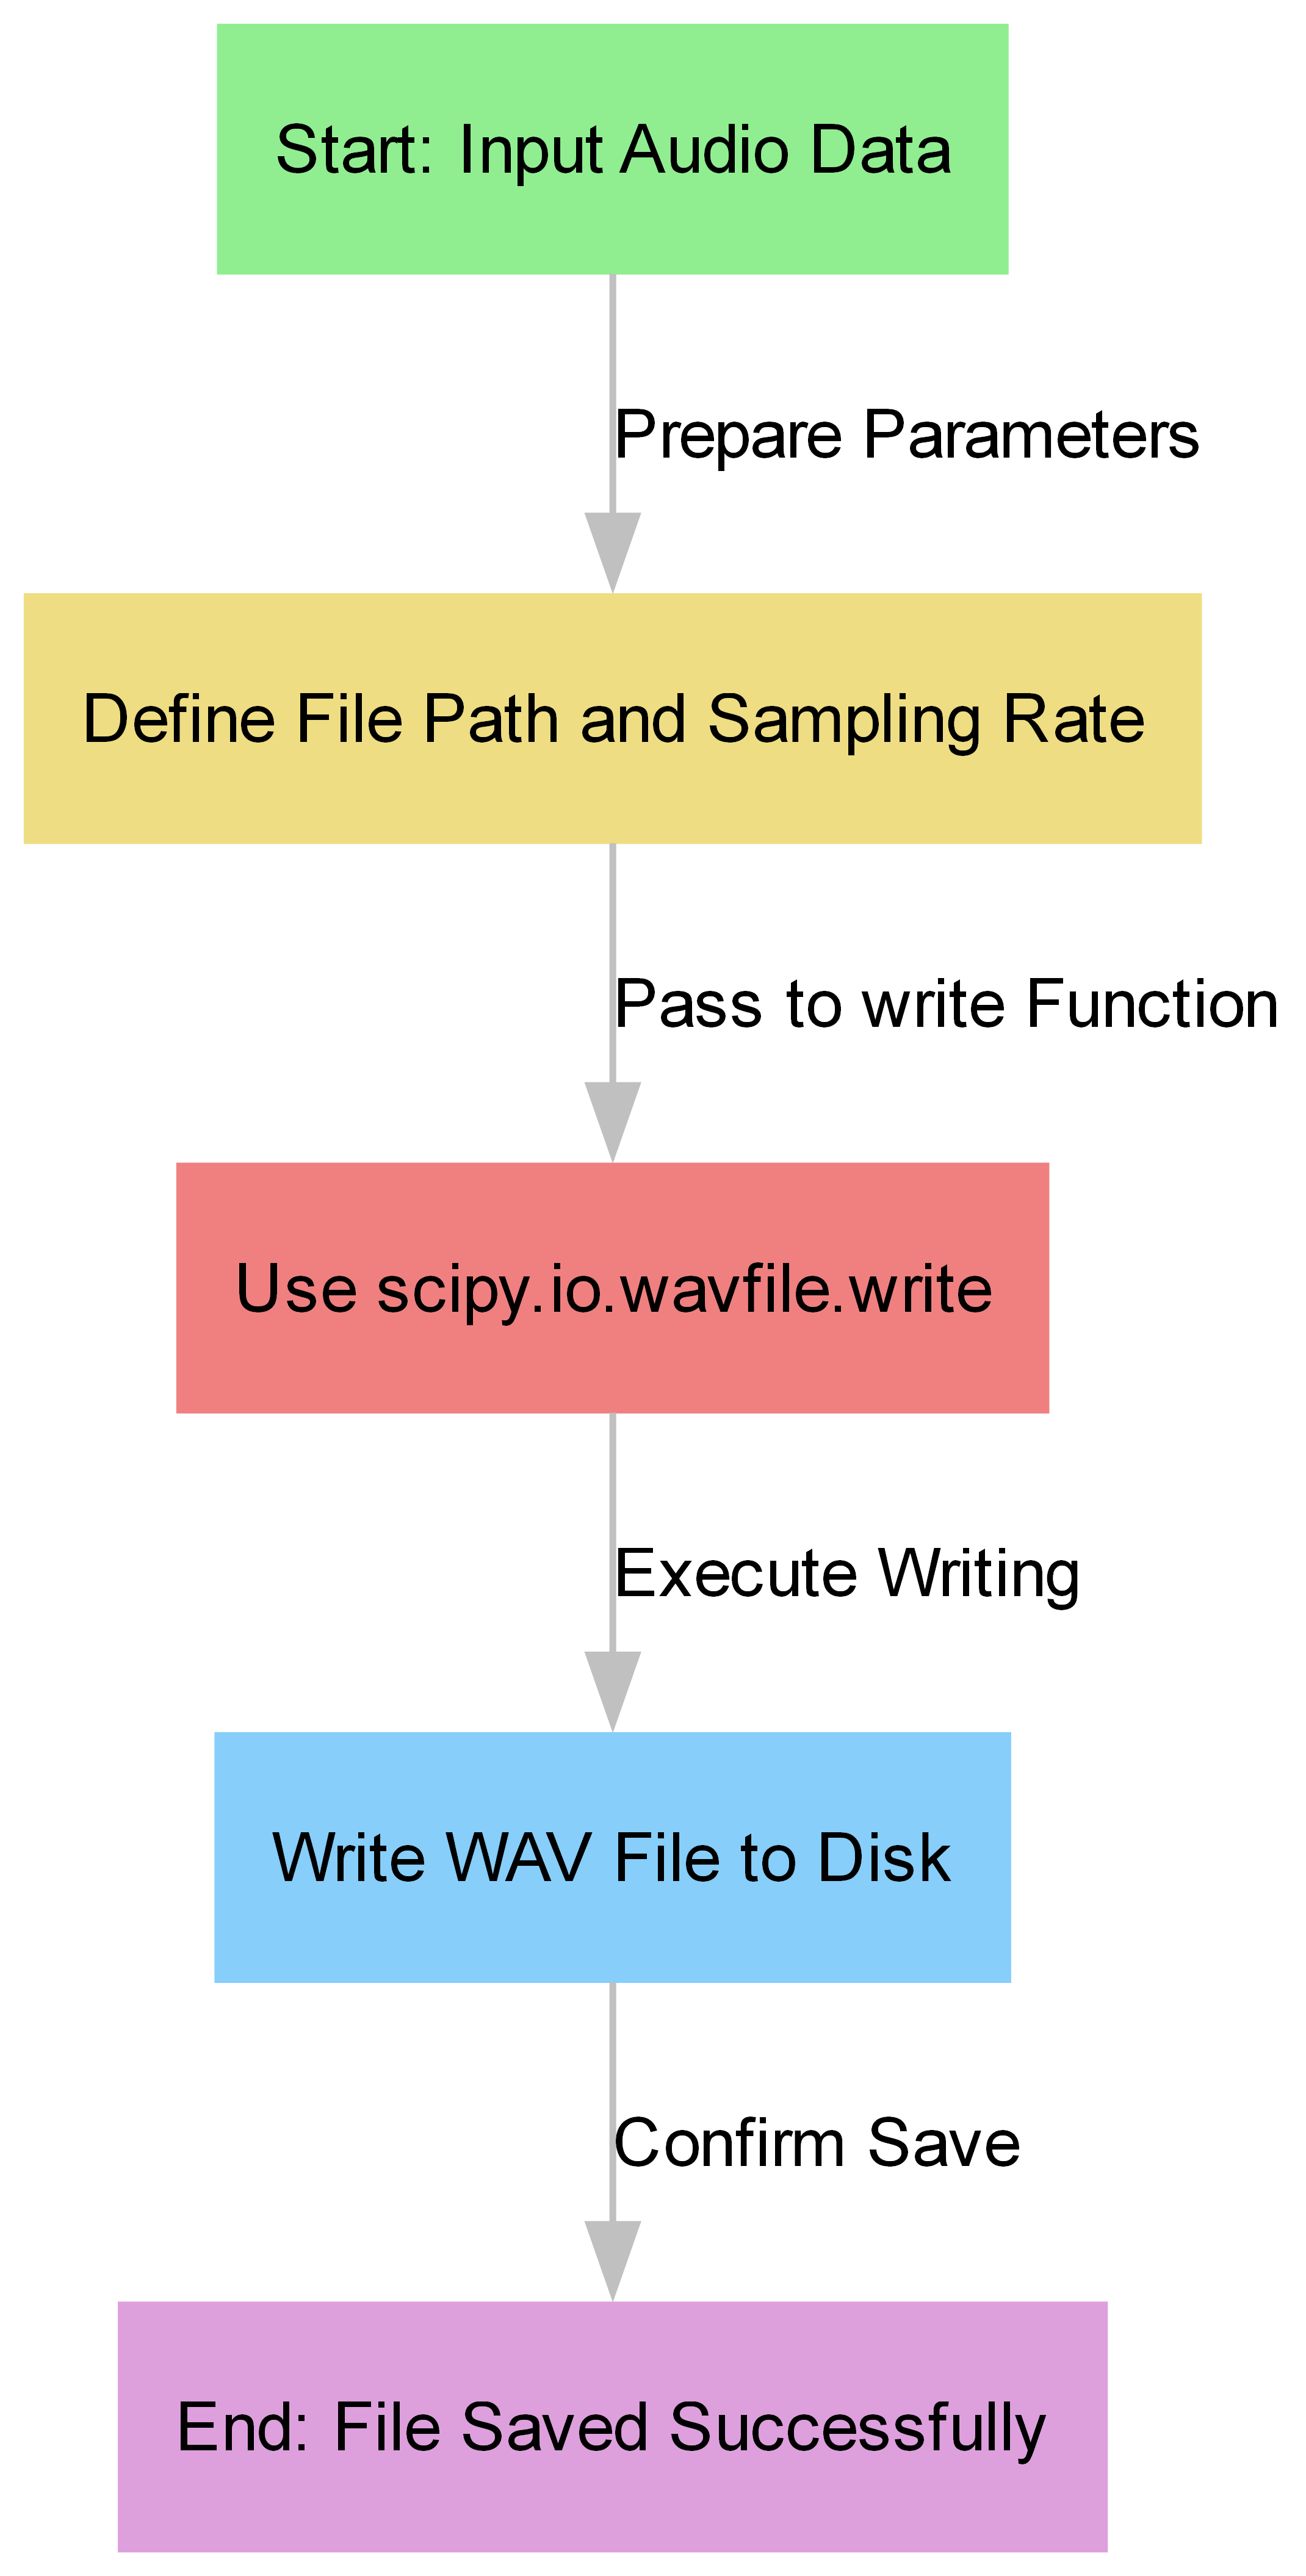 Start: Input Audio Data
Prepare Parameters
Define File Path and Sampling Rate
Pass to write Function
Use scipy.io.wavfile.write
Execute Writing
Write WAV File to Disk
Confirm Save
End: File Saved Successfully